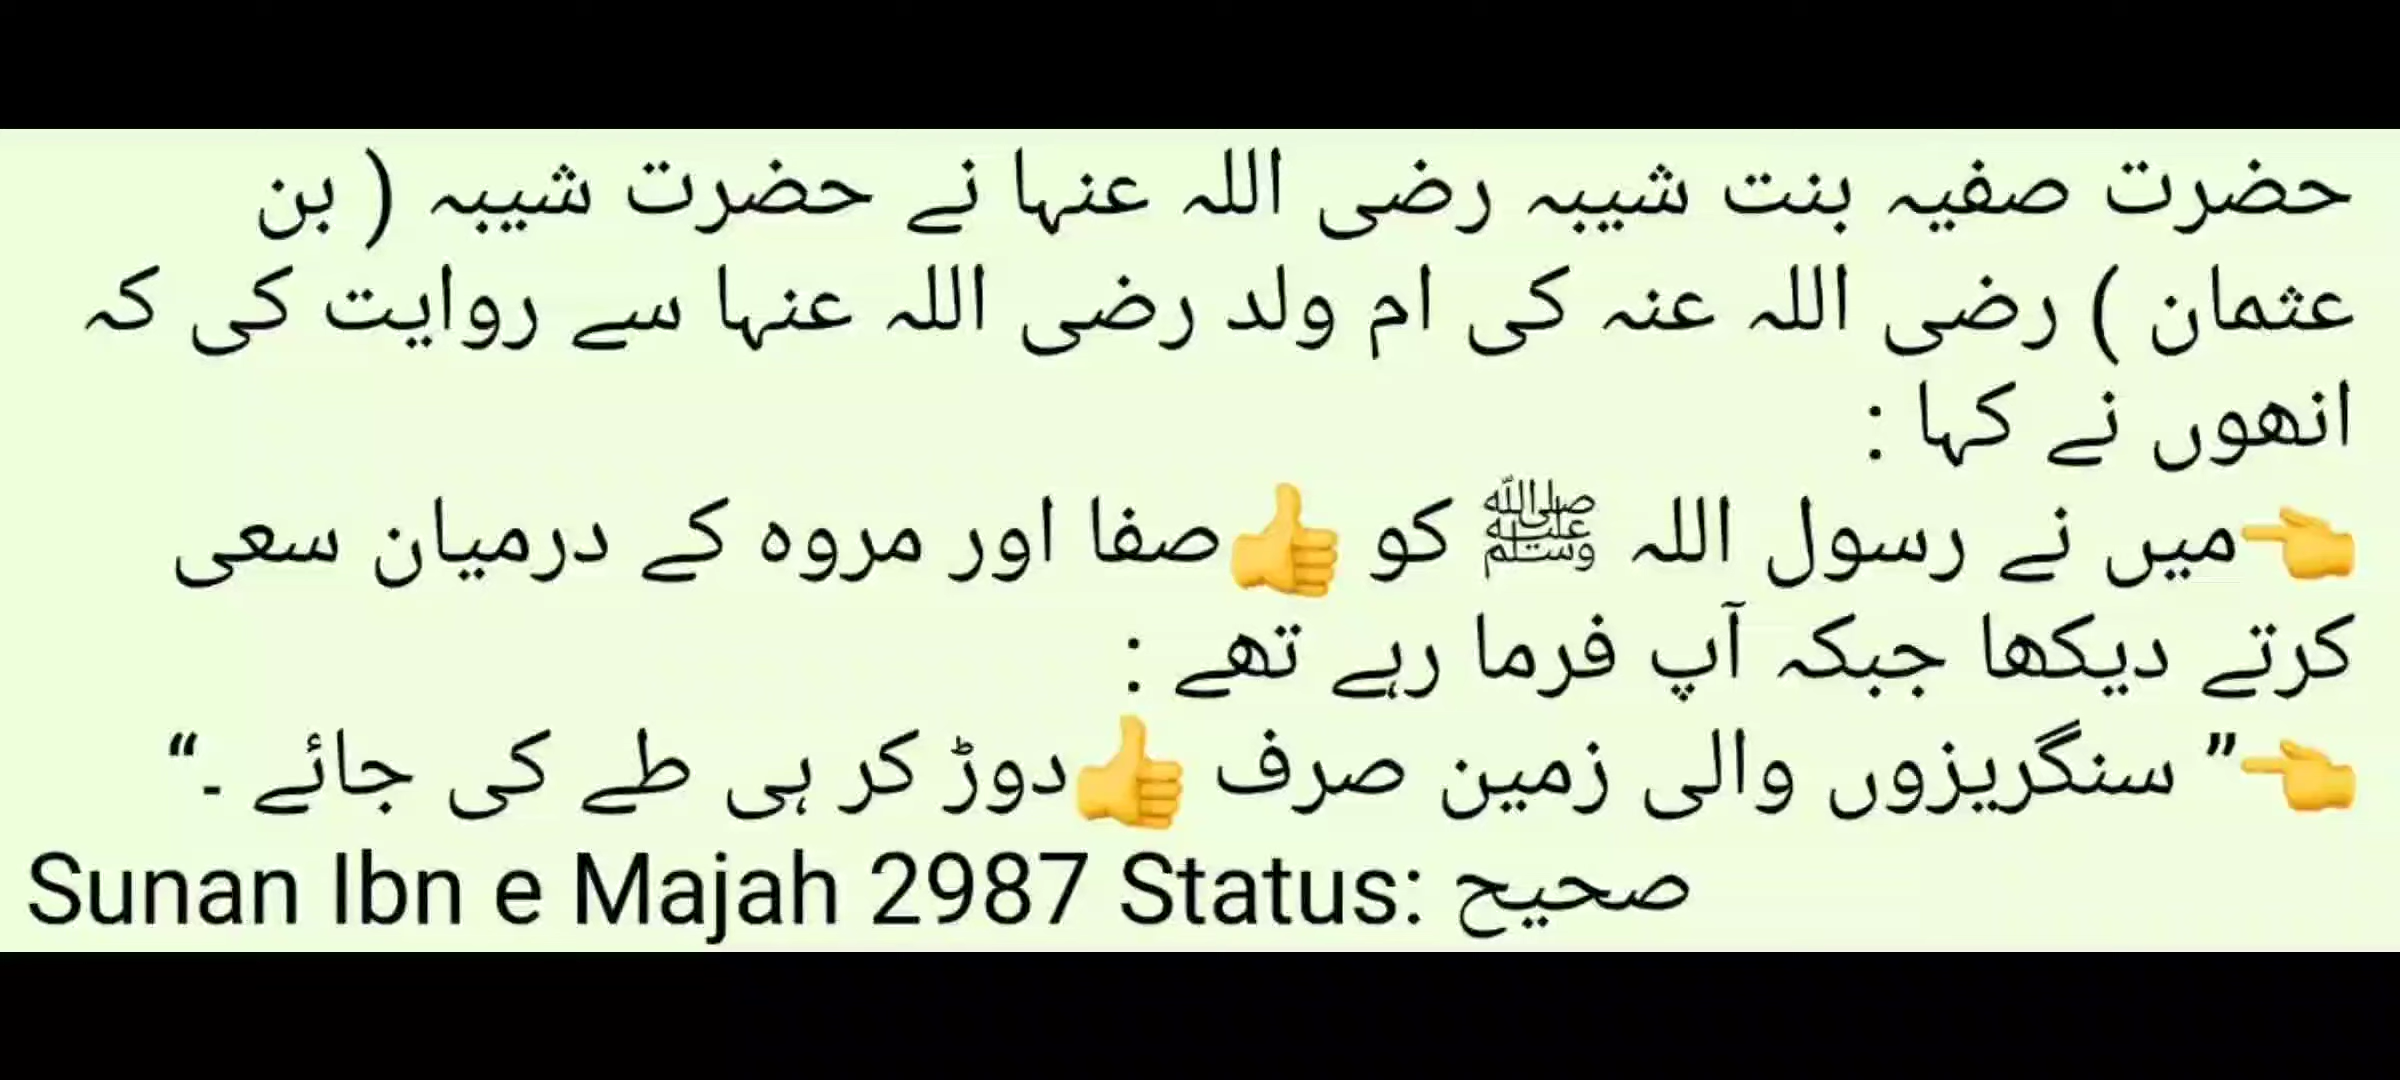 حضرت صفیہ بنت شیبہ رضی اللہ عنہا نے حضرت شیبہ ( بن
عثمان ) رضی اللہ عنہ کی ام ولد رضی اللہ عنہا سے روایت کی کہ
انھوں نے کہا :
👈میں نے رسول اللہ ﷺ کو 👍صفا اور مروہ کے درمیان سعی
کرتے دیکھا جبکہ آپ فرما رہے تھے :
👈” سنگریزوں والی زمین صرف 👍دوڑ کر ہی طے کی جائے ۔“
Sunan Ibn e Majah 2987 Status: صحیح